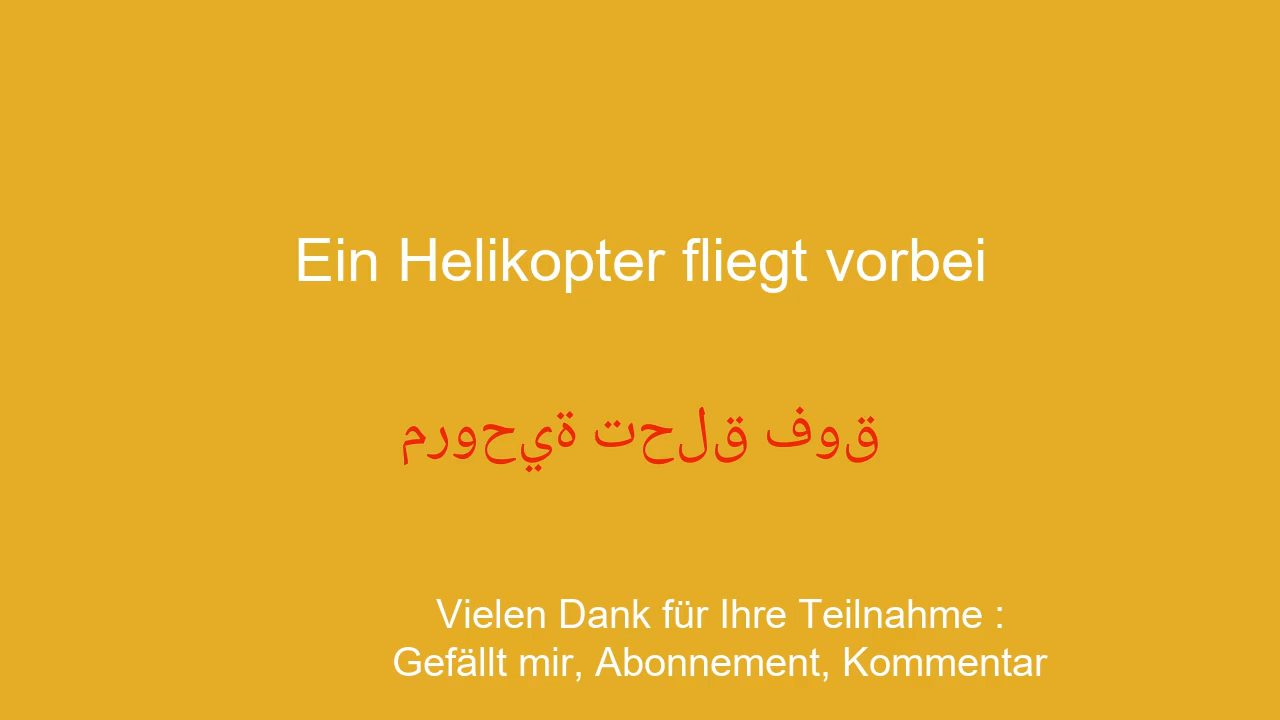 Ein Helikopter fliegt vorbei
مروحية تحلق فوق
Vielen Dank für Ihre Teilnahme :
Gefällt mir, Abonnement, Kommentar